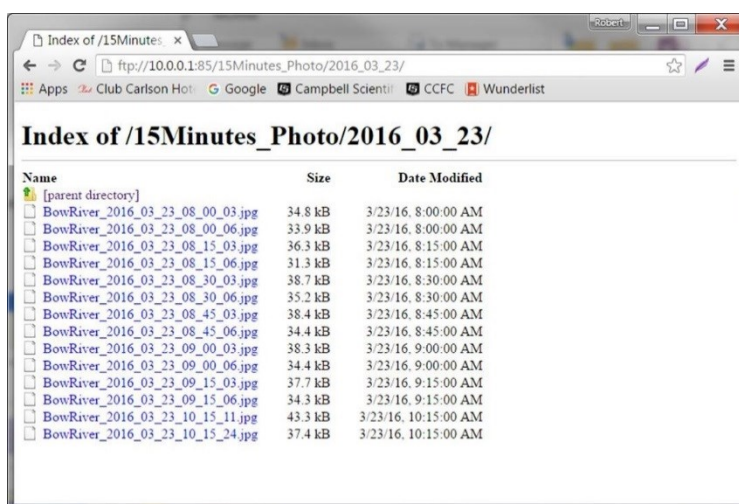 Robert
Index of /15Minutes_
ftp://10.0.0.1:85/15Minutes_Photo/2016_03_23/
Apps Club Carlson Hot G Google Campbell Scientif CCFC Wunderlist
Index of /15Minutes_Photo/2016_03_23/
Name Size Date Modified
[parent directory]
BowRiver_2016_03_23_08_00_03.jpg 34.8 kB 3/23/16, 8:00:00 AM
BowRiver_2016_03_23_08_00_06.jpg 33.9 kB 3/23/16, 8:00:00 AM
BowRiver_2016_03_23_08_15_03.jpg 36.3 kB 3/23/16, 8:15:00 AM
BowRiver_2016_03_23_08_15_06.jpg 31.3 kB 3/23/16, 8:15:00 AM
BowRiver_2016_03_23_08_30_03.jpg 38.7 kB 3/23/16, 8:30:00 AM
BowRiver_2016_03_23_08_30_06.jpg 35.2 kB 3/23/16, 8:30:00 AM
BowRiver_2016_03_23_08_45_03.jpg 38.4 kB 3/23/16, 8:45:00 AM
BowRiver_2016_03_23_08_45_06.jpg 34.4 kB 3/23/16, 8:45:00 AM
BowRiver_2016_03_23_09_00_03.jpg 38.3 kB 3/23/16, 9:00:00 AM
BowRiver_2016_03_23_09_00_06.jpg 34.4 kB 3/23/16, 9:00:00 AM
BowRiver_2016_03_23_09_15_03.jpg 37.7 kB 3/23/16, 9:15:00 AM
BowRiver_2016_03_23_09_15_06.jpg 34.3 kB 3/23/16, 9:15:00 AM
BowRiver_2016_03_23_10_15_11.jpg 43.3 kB 3/23/16, 10:15:00 AM
BowRiver_2016_03_23_10_15_24.jpg 37.4 kB 3/23/16, 10:15:00 AM